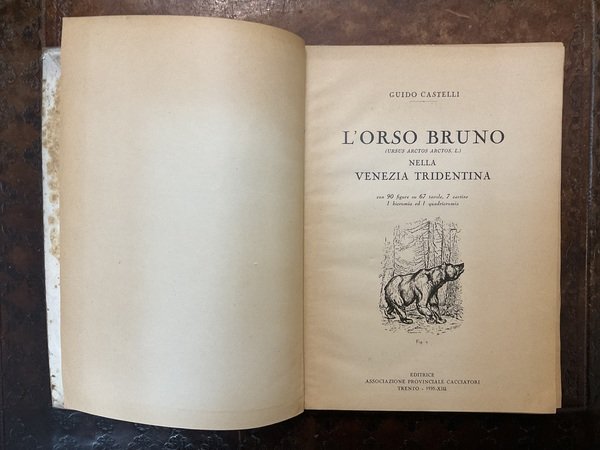 GUIDO CASTELLI
L'ORSO BRUNO
(URSUS ARCTOS ARCTOS, L.)
NELLA
VENEZIA TRIDENTINA
con 90 figure su 67 tavole, 7 cartine
1 bicromia ed 1 quadricromia
Fig. 1
EDITRICE
ASSOCIAZIONE PROVINCIALE CACCIATORI
TRENTO - 1935-XIII